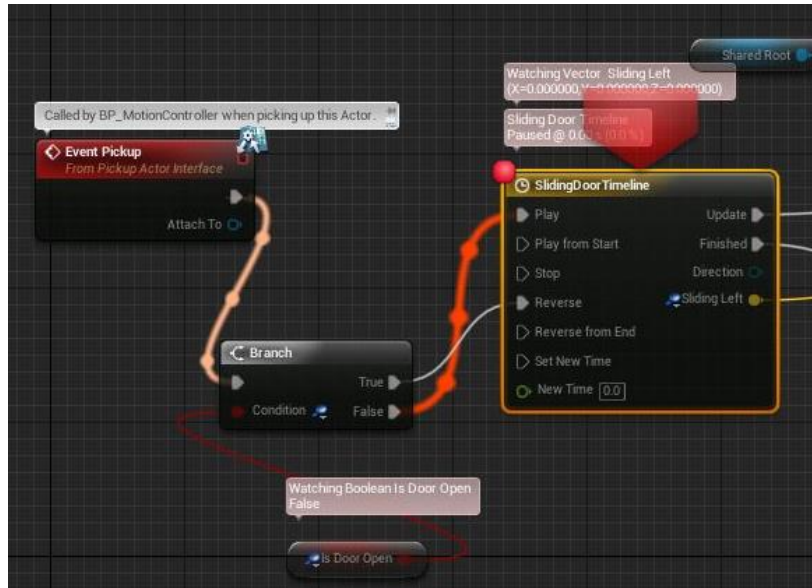 Shared Root
Watching Vector Sliding Left
(X=0.000000,Y=0.000000,Z=0.000000)
Called by BP_MotionController when picking up this Actor.
Sliding Door Timeline
Paused @ 0.00 s (0.0 %)
Event Pickup
From Pickup Actor Interface
Attach To
SlidingDoorTimeline
Play
Update
Play from Start
Finished
Stop
Direction
Reverse
Sliding Left
Reverse from End
Set New Time
New Time 0.0
Branch
True
Condition
False
Watching Boolean Is Door Open
False
Is Door Open